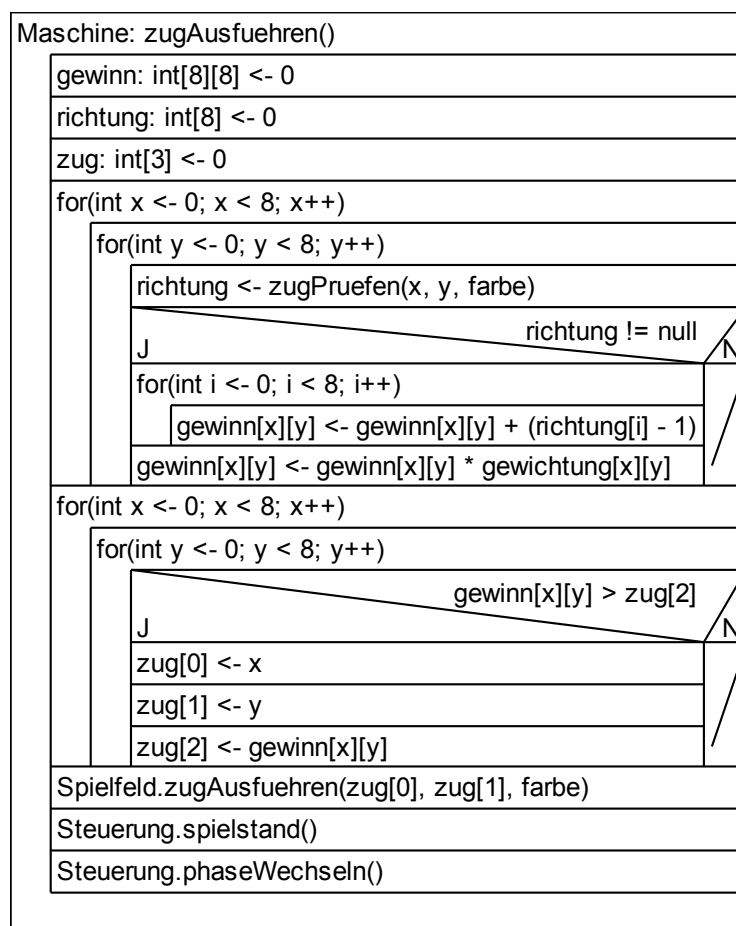 Maschine: zugAusfuehren()
gewinn: int[8][8] <- 0
richtung: int[8] <- 0
zug: int[3] <- 0
for(int x <- 0; x < 8; x++)
for(int y <- 0; y < 8; y++)
richtung <- zugPruefen(x, y, farbe)
richtung != null
J N
for(int i <- 0; i < 8; i++)
gewinn[x][y] <- gewinn[x][y] + (richtung[i] - 1)
gewinn[x][y] <- gewinn[x][y] * gewichtung[x][y]
for(int x <- 0; x < 8; x++)
for(int y <- 0; y < 8; y++)
gewinn[x][y] > zug[2]
J N
zug[0] <- x
zug[1] <- y
zug[2] <- gewinn[x][y]
Spielfeld.zugAusfuehren(zug[0], zug[1], farbe)
Steuerung.spielstand()
Steuerung.phaseWechseln()